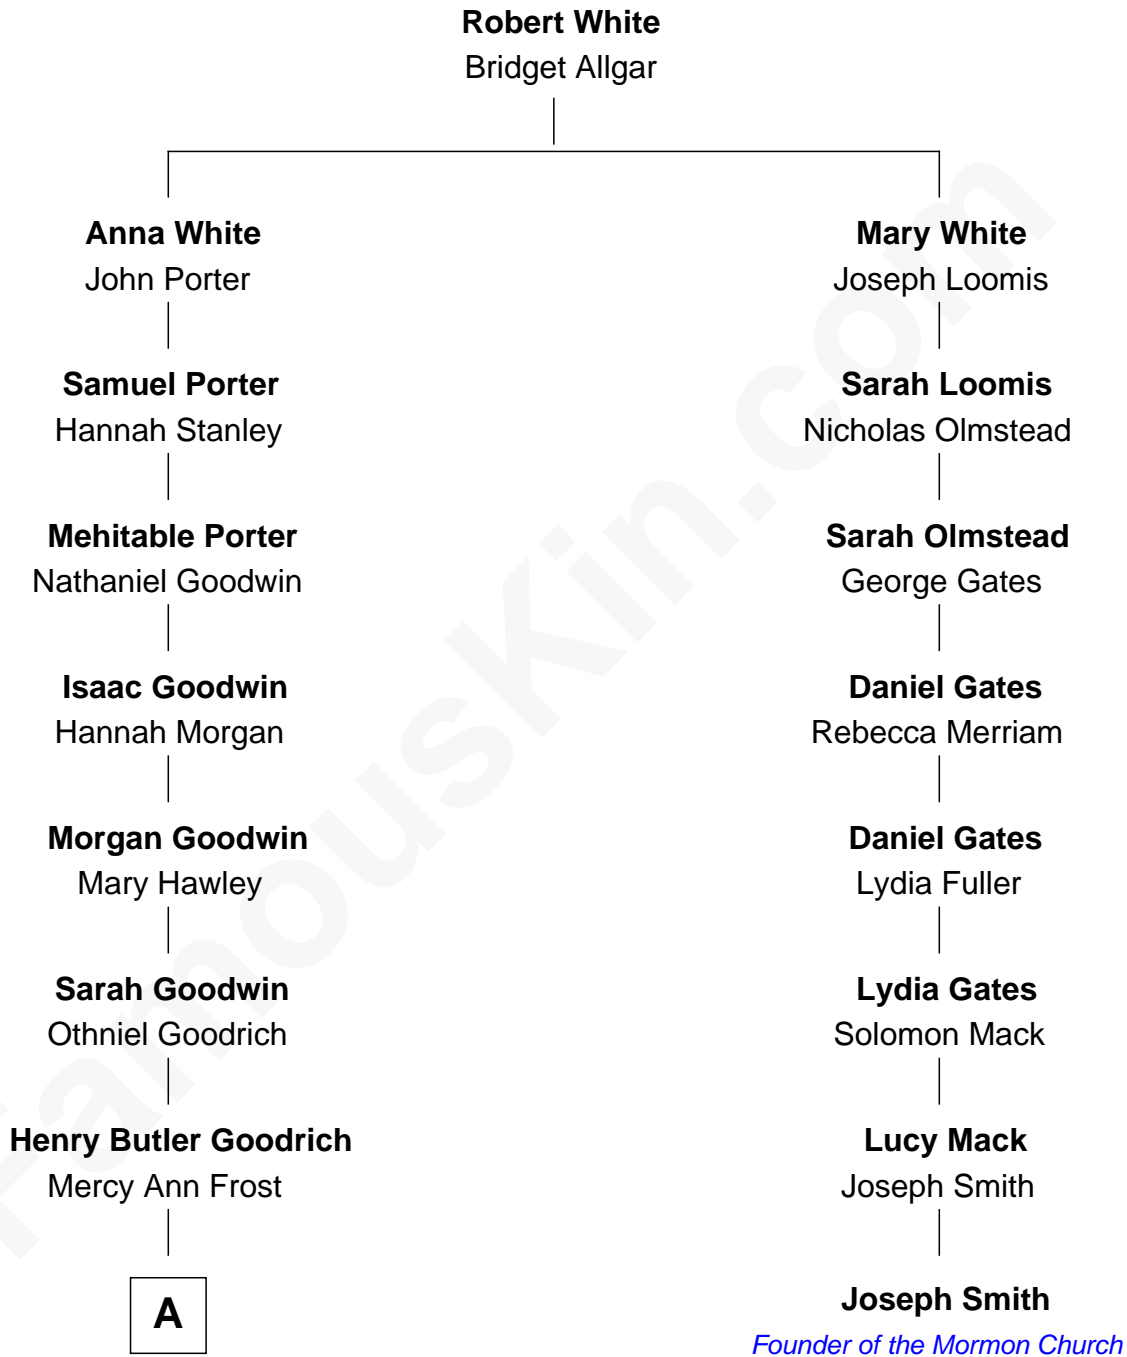 Robert White
Bridget Allgar
Anna White
John Porter
Mary White
Joseph Loomis
Samuel Porter
Hannah Stanley
Sarah Loomis
Nicholas Olmstead
Mehitable Porter
Nathaniel Goodwin
Sarah Olmstead
George Gates
Isaac Goodwin
Hannah Morgan
Daniel Gates
Rebecca Merriam
Morgan Goodwin
Mary Hawley
Daniel Gates
Lydia Fuller
Sarah Goodwin
Othniel Goodrich
Lydia Gates
Solomon Mack
Henry Butler Goodrich
Mercy Ann Frost
Lucy Mack
Joseph Smith
A
Joseph Smith
Founder of the Mormon Church
FamousKin.com